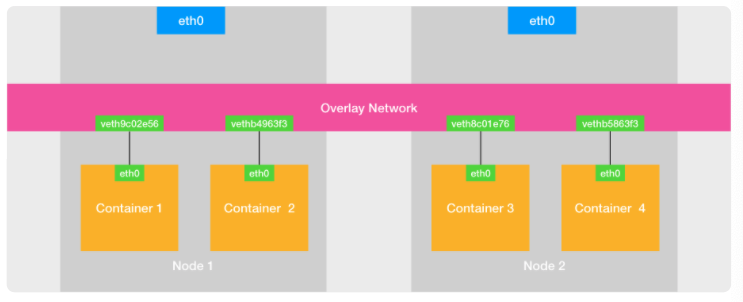 eth0
eth0
Overlay Network
veth9c02e56
vethb4963f3
veth8c01e76
vethb5863f3
eth0
eth0
eth0
eth0
Container 1
Container  2
Container 3
Container  4
Node 1
Node 2